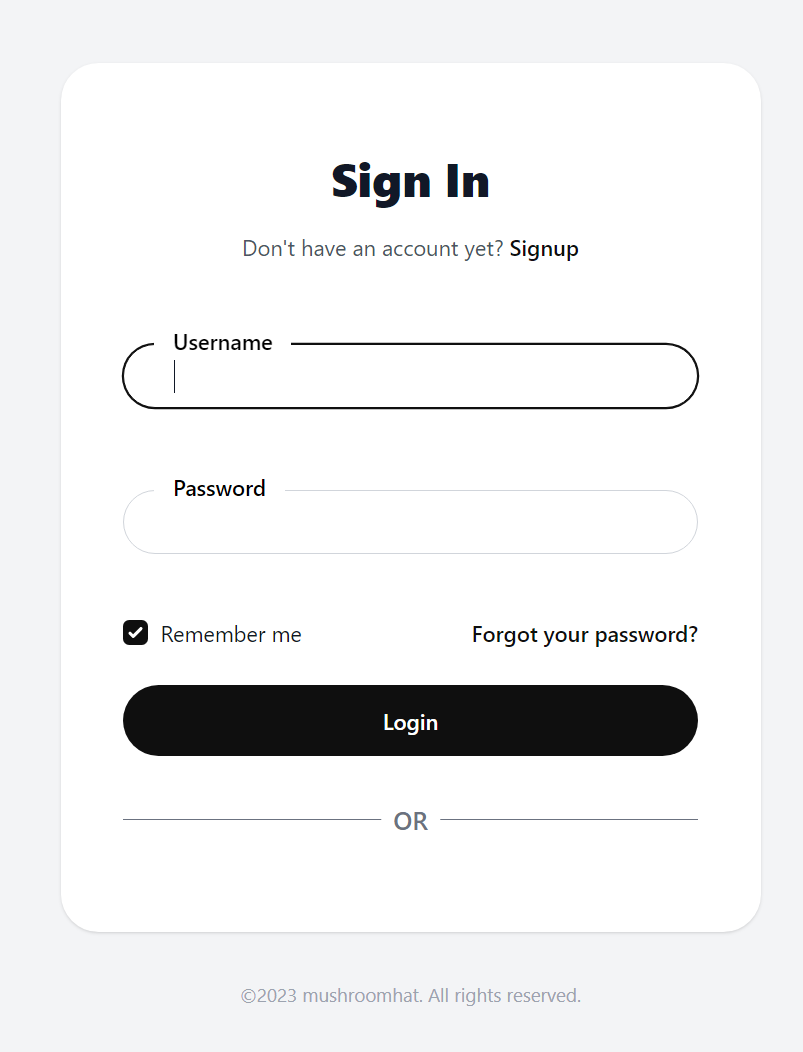 Sign In
Don't have an account yet? Signup
Username
Password
Remember me Forgot your password?
Login
OR
©2023 mushroomhat. All rights reserved.